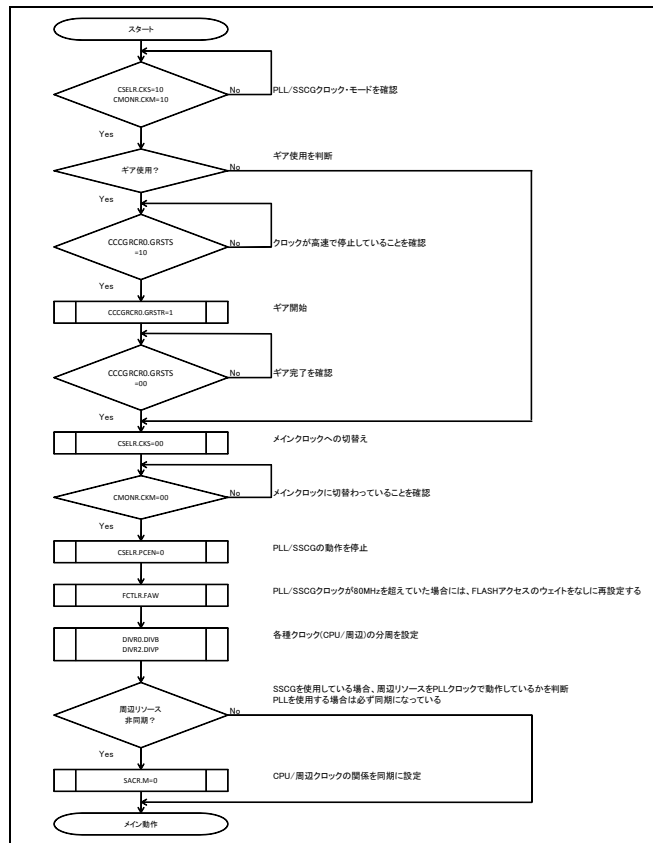 スタート
CSELR.CKS=10
CMONR.CKM=10
No
PLL/SSCGクロック・モードを確認
Yes
ギア使用を判断
ギア使用？
No
Yes
CCCGRCR0.GRSTS
=10
No
クロックが高速で停止していることを確認
Yes
CCCGRCR0.GRSTR=1
ギア開始
CCCGRCR0.GRSTS
=00
No
ギア完了を確認
Yes
CSELR.CKS=00
メインクロックへの切替え
CMONR.CKM=00
No
メインクロックに切替わっていることを確認
Yes
CSELR.PCEN=0
PLL/SSCGの動作を停止
FCTLR.FAW
PLL/SSCGクロックが80MHzを超えていた場合には、FLASHアクセスのウェイトをなしに再設定する
DIVR0.DIVB
DIVR2.DIVP
各種クロック(CPU/周辺)の分周を設定
SSCGを使用している場合、周辺リソースをPLLクロックで動作しているかを判断
PLLを使用する場合は必ず同期になっている
周辺リソース
非同期？
No
Yes
SACR.M=0
CPU/周辺クロックの関係を同期に設定
メイン動作